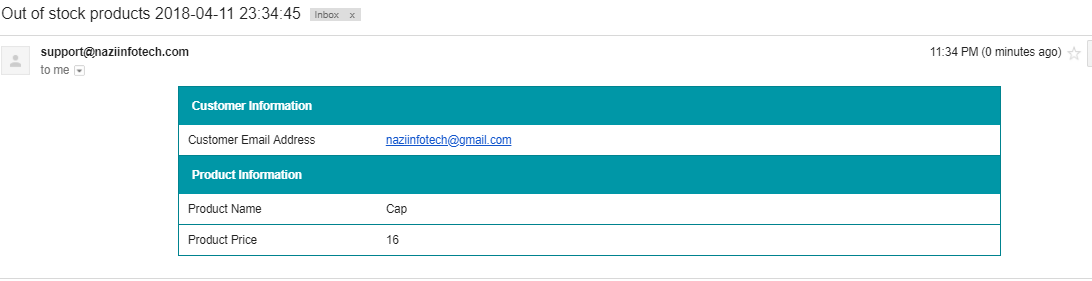 Out of stock products 2018-04-11 23:34:45 Inbox x
support@naziinfotech.com 11:34 PM (0 minutes ago)
to me
Customer Information
Customer Email Address naziinfotech@gmail.com
Product Information
Product Name Cap
Product Price 16